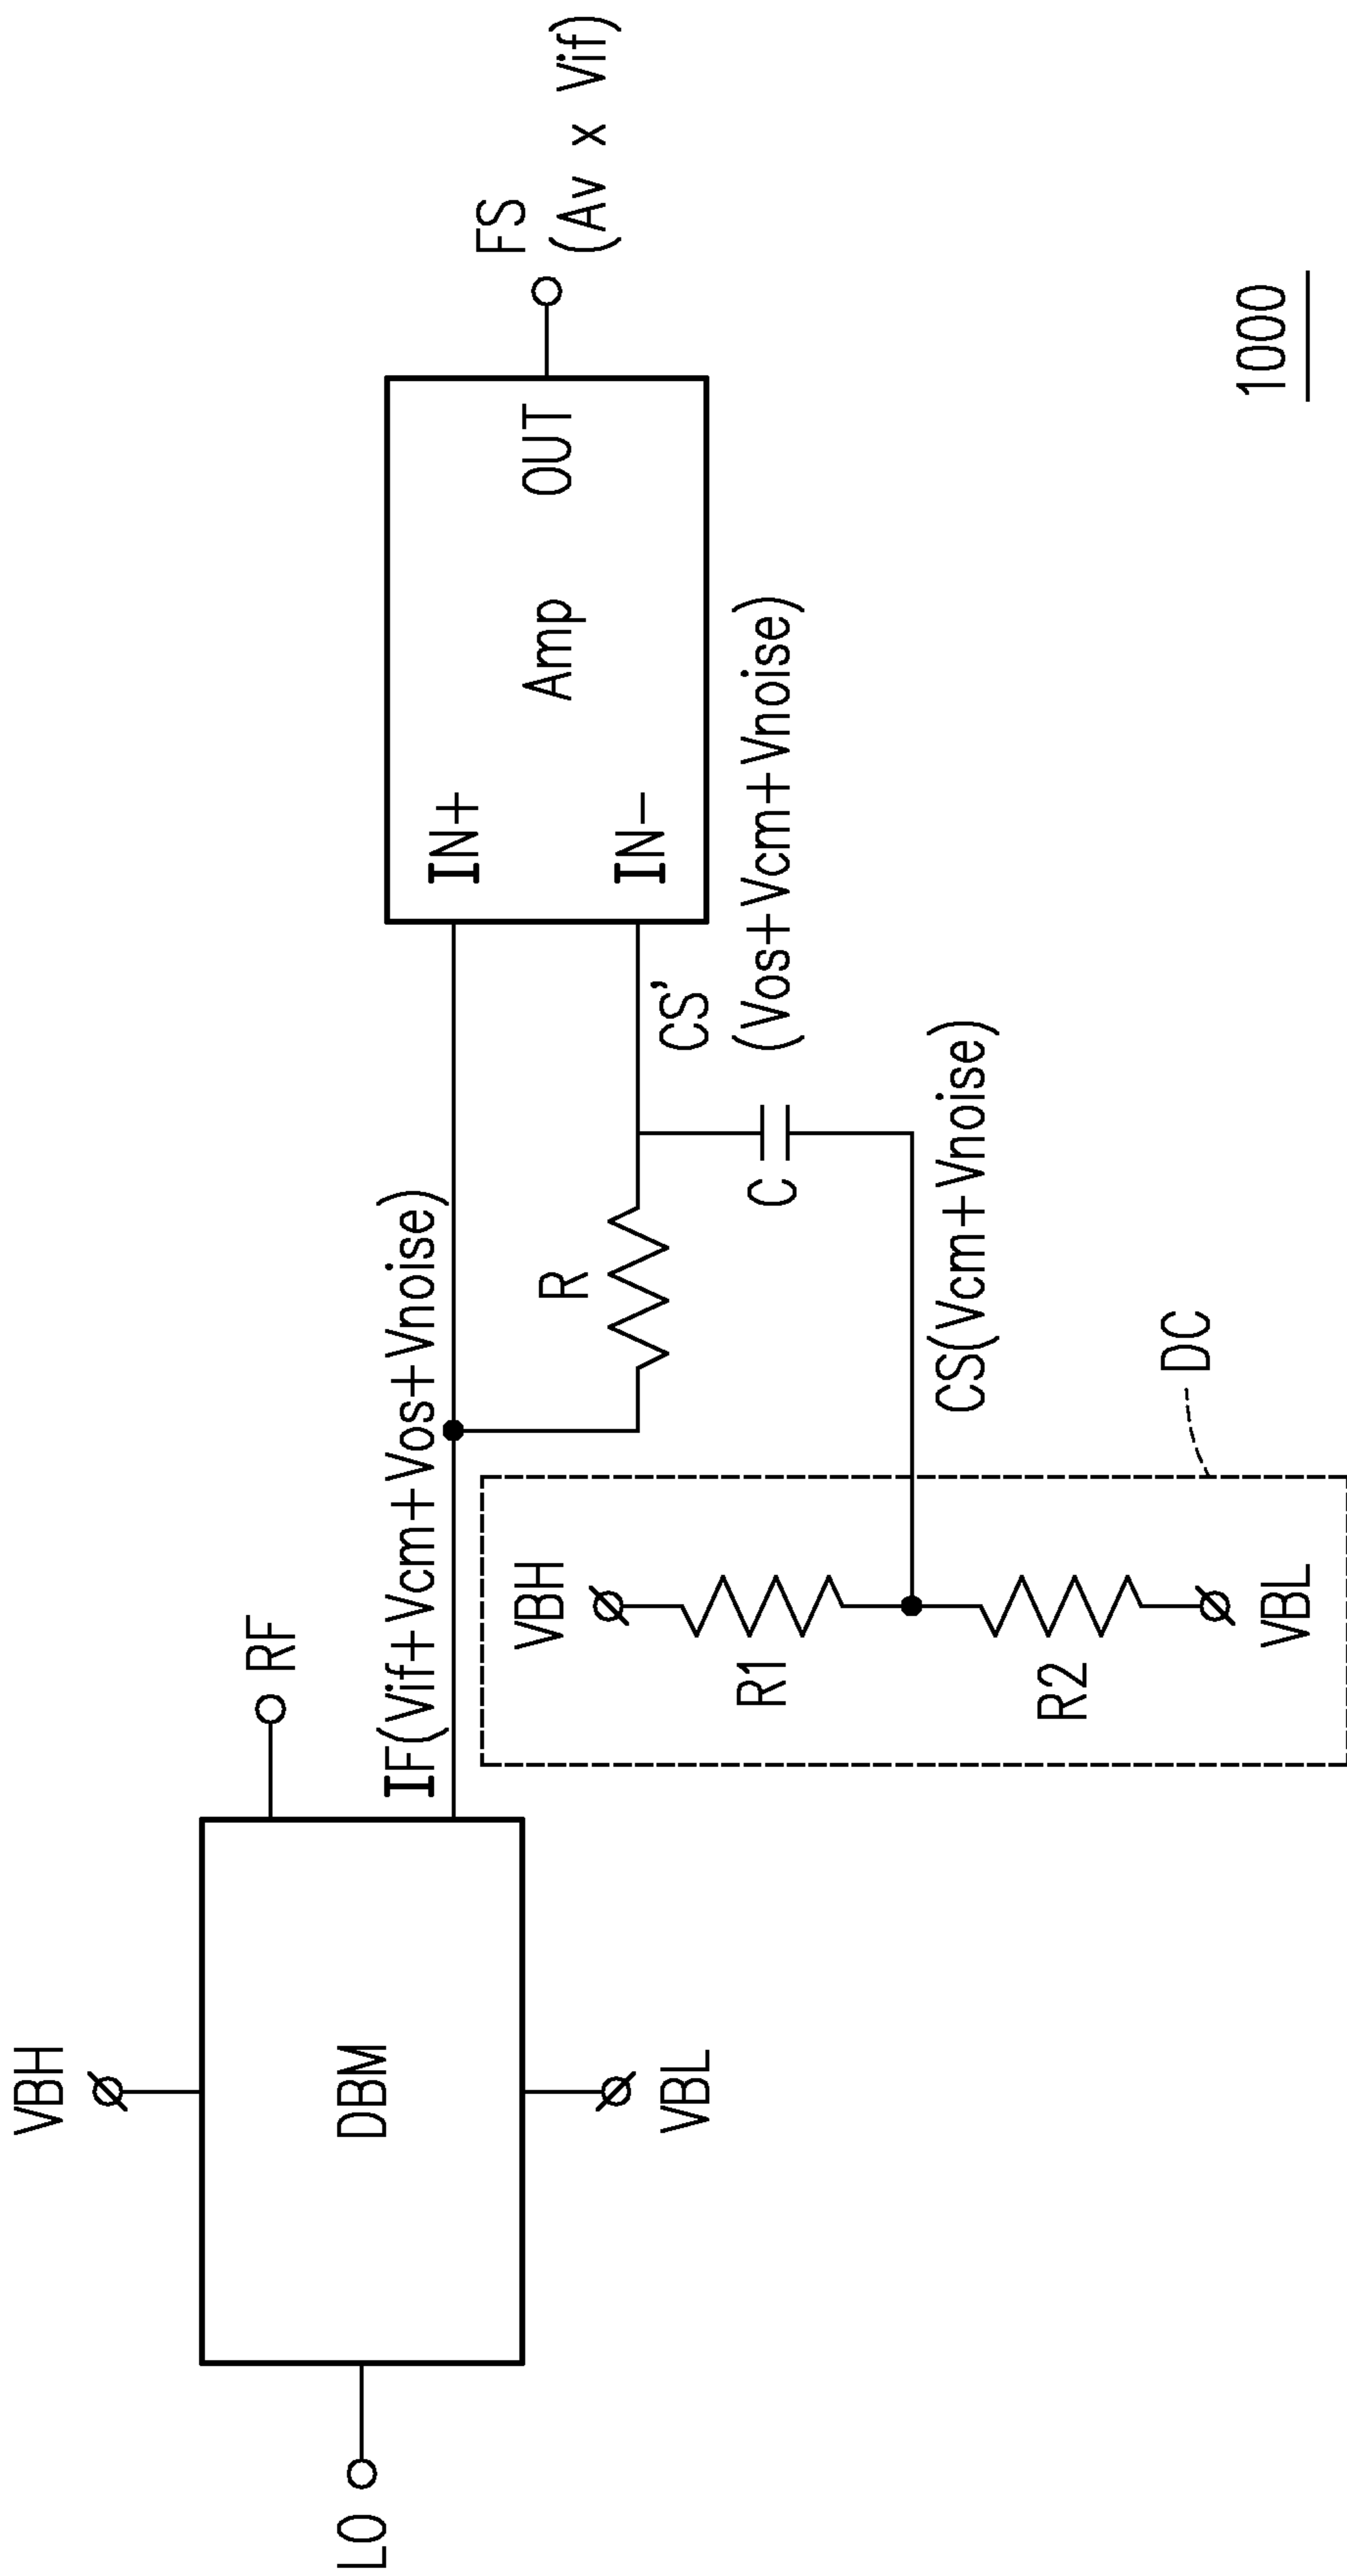 VBH
LO
DBM
VBL
RF
IF(Vif+Vcm+Vos+Vnoise)
VBH
R1
R2
VBL
DC
R
C
CS(Vcm+Vnoise)
CS'
(Vos+Vcm+Vnoise)
IN+
IN-
Amp
OUT
FS
(Av x Vif)
1000